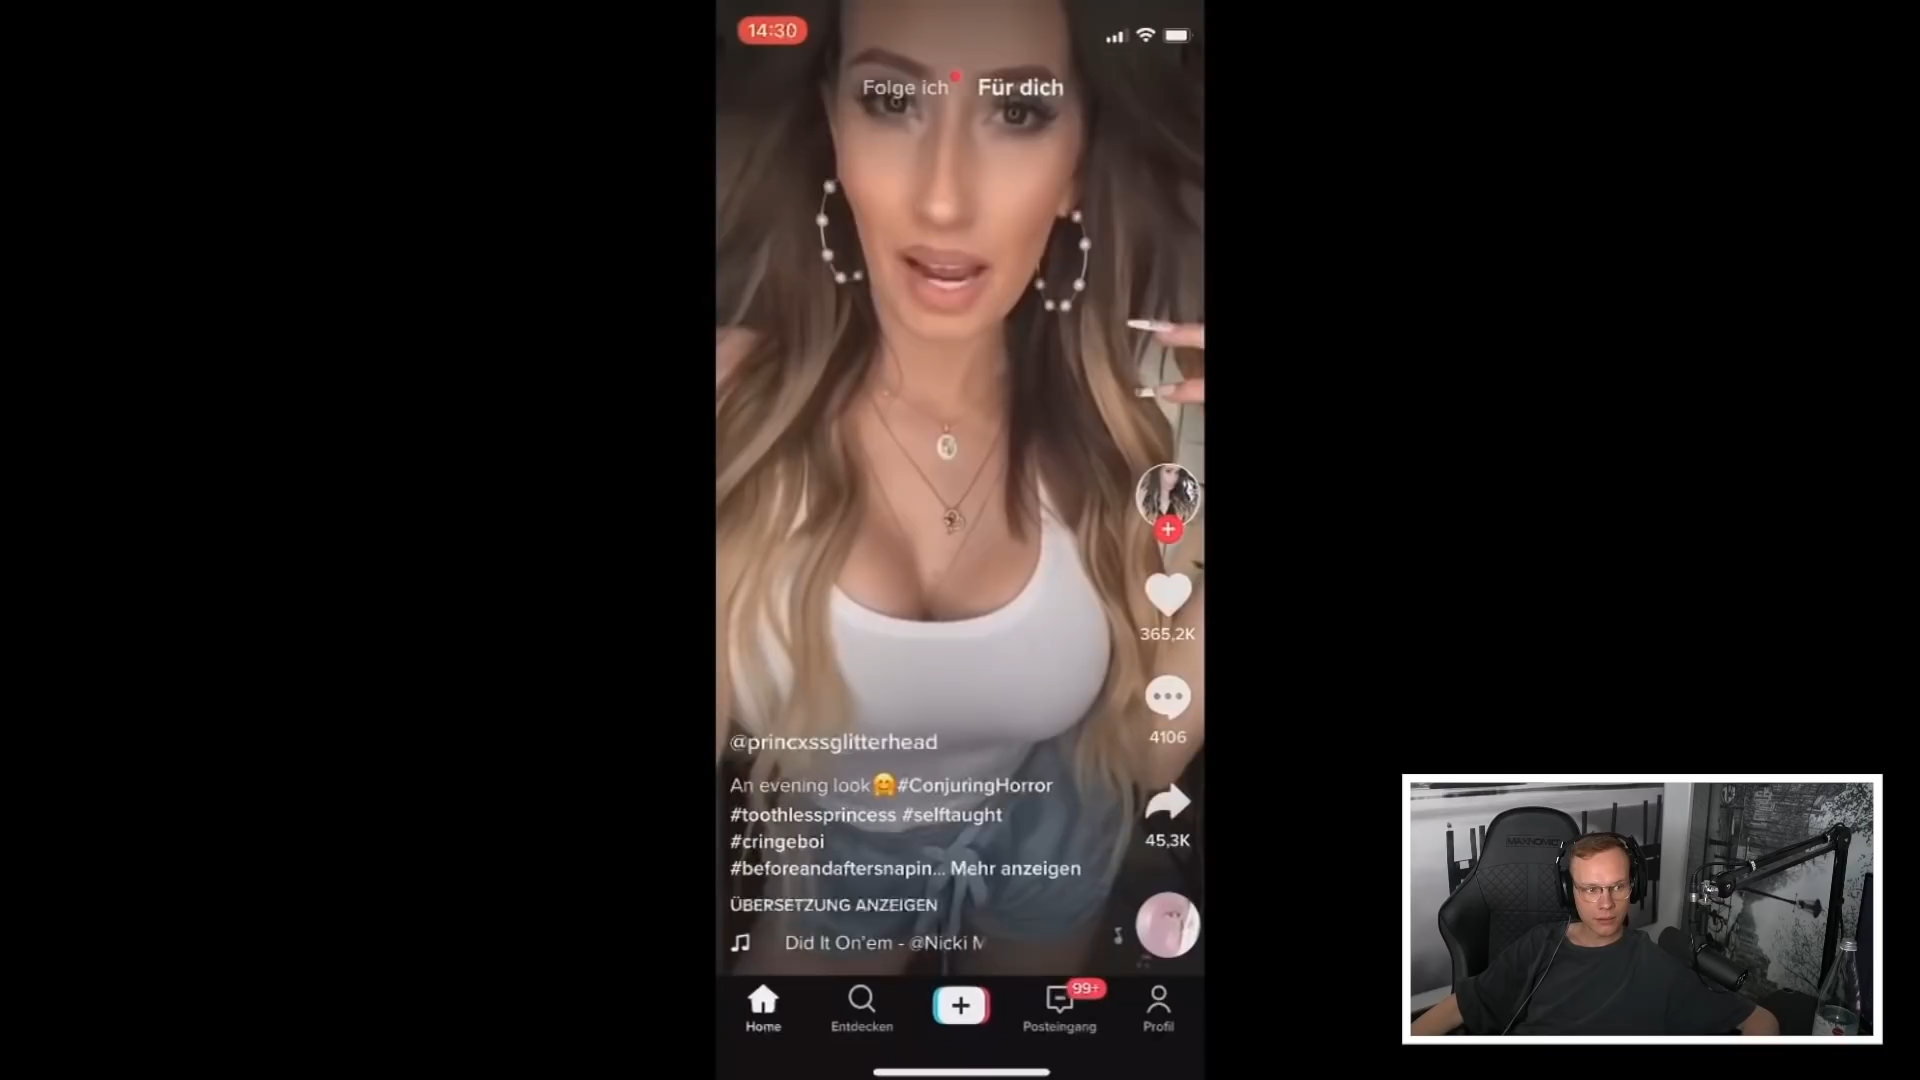 14:30
Folge ich Für dich
365,2K
4106
45,3K
@princxssglitterhead
An evening look🤗#ConjuringHorror
#toothlessprincess #selftaught
#cringeboi
#beforeandaftersnapin... Mehr anzeigen
ÜBERSETZUNG ANZEIGEN
Did It On'em - @Nicki M
99+
Home Entdecken Posteingang Profil
MAXNOMIC